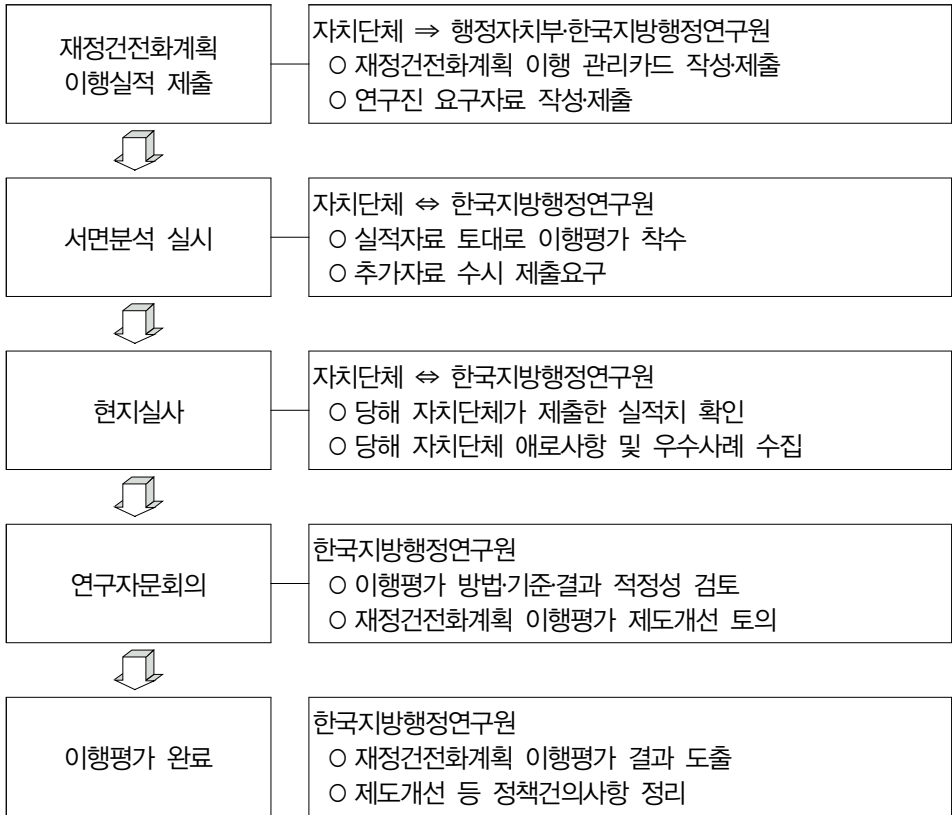 재정건전화계획
이행실적 제출
자치단체 ⇒ 행정자치부·한국지방행정연구원
○ 재정건전화계획 이행 관리카드 작성·제출
○ 연구진 요구자료 작성·제출
서면분석 실시
자치단체 ⇔ 한국지방행정연구원
○ 실적자료 토대로 이행평가 착수
○ 추가자료 수시 제출요구
현지실사
자치단체 ⇔ 한국지방행정연구원
○ 당해 자치단체가 제출한 실적치 확인
○ 당해 자치단체 애로사항 및 우수사례 수집
연구자문회의
한국지방행정연구원
○ 이행평가 방법·기준·결과 적정성 검토
○ 재정건전화계획 이행평가 제도개선 토의
이행평가 완료
한국지방행정연구원
○ 재정건전화계획 이행평가 결과 도출
○ 제도개선 등 정책건의사항 정리